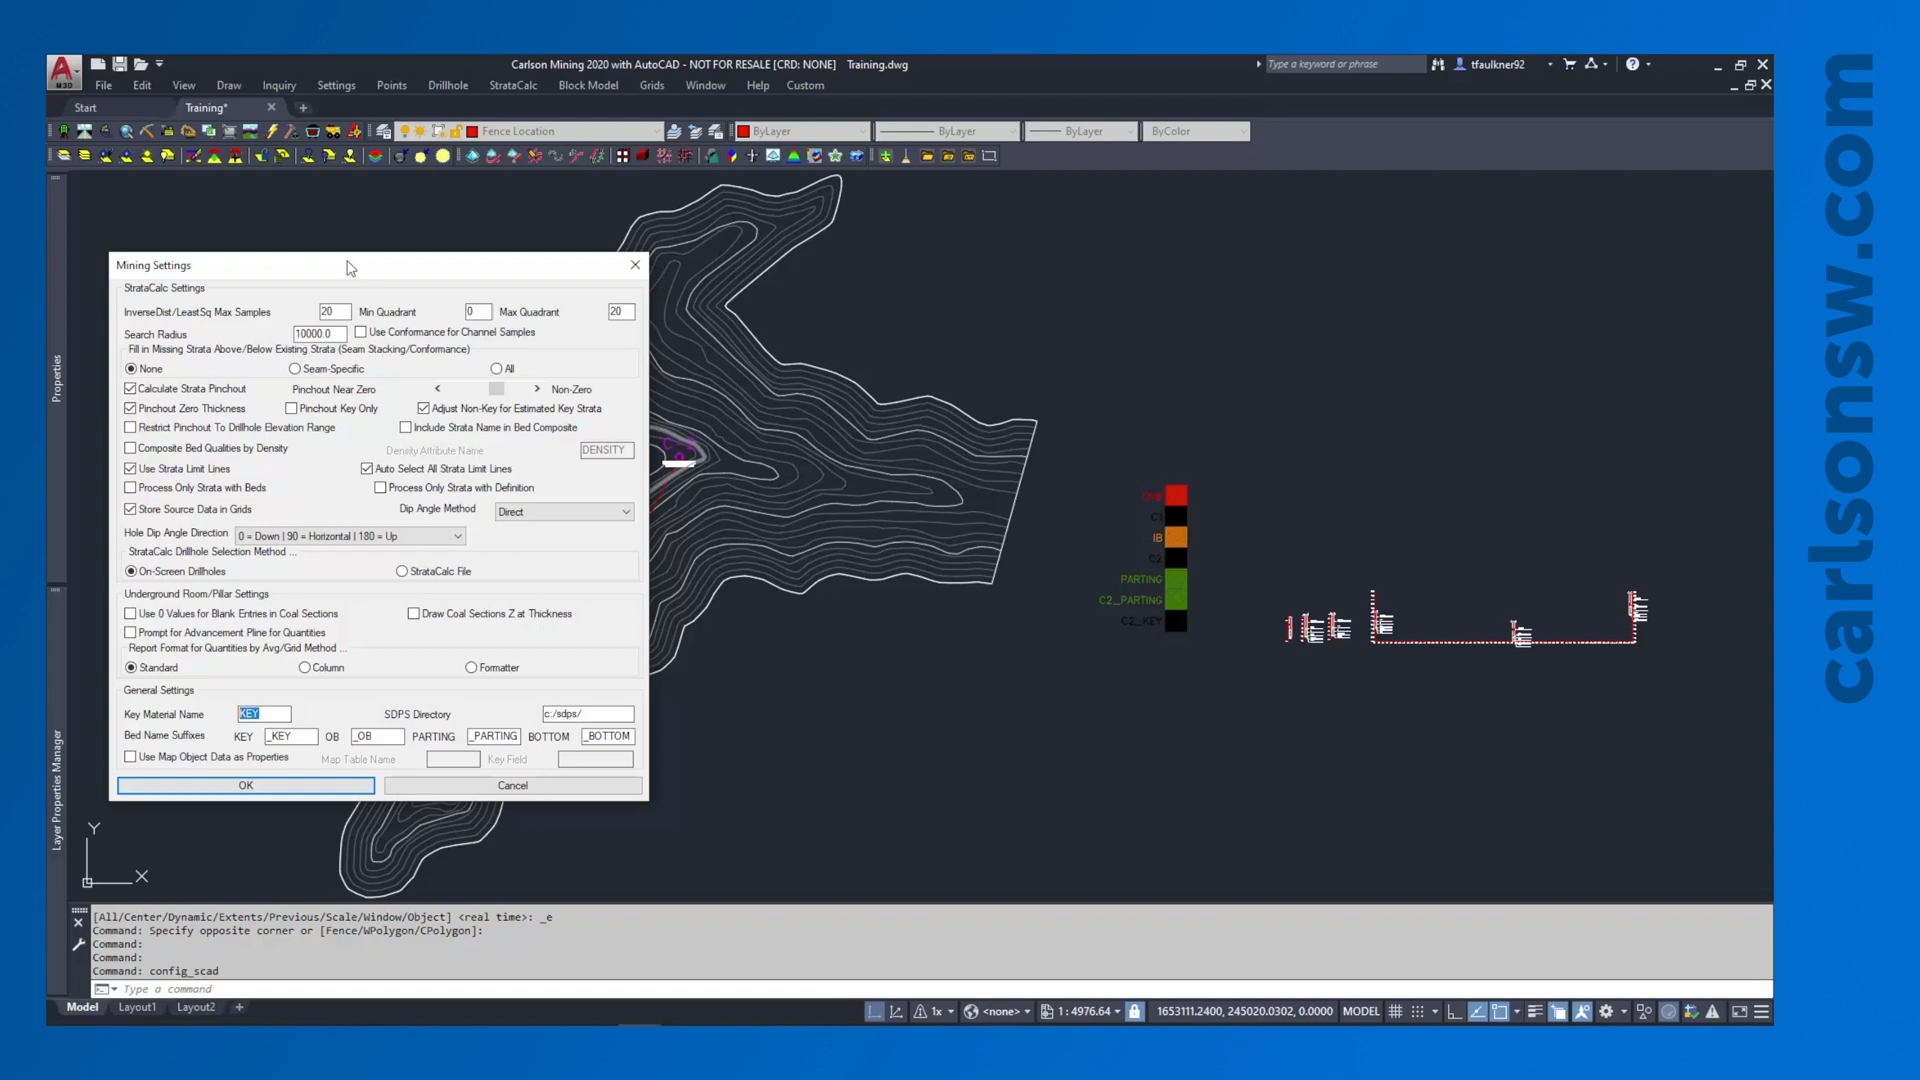 Carlson Mining 2020 with AutoCAD - NOT FOR RESALE [CRD: NONE] Training.dwg
Type a keyword or phrase
tfaulkner92
M3D
File Edit View Draw Inquiry Settings Points Drillhole StrataCalc Block Model Grids Window Help Custom
Start Training*
Fence Location ByLayer ByLayer ByLayer ByColor
Mining Settings
StrataCalc Settings
InverseDist/LeastSq Max Samples 20 Min Quadrant 0 Max Quadrant 20
Search Radius 10000.0 Use Conformance for Channel Samples
Fill in Missing Strata Above/Below Existing Strata (Seam Stacking/Conformance)
None Seam-Specific All
Calculate Strata Pinchout Pinchout Near Zero < > Non-Zero
Pinchout Zero Thickness Pinchout Key Only Adjust Non-Key for Estimated Key Strata
Restrict Pinchout To Drillhole Elevation Range Include Strata Name in Bed Composite
Composite Bed Qualities by Density Density Attribute Name DENSITY
Use Strata Limit Lines Auto Select All Strata Limit Lines
Process Only Strata with Beds Process Only Strata with Definition
Store Source Data in Grids Dip Angle Method Direct
Hole Dip Angle Direction 0 = Down | 90 = Horizontal | 180 = Up
StrataCalc Drillhole Selection Method ...
On-Screen Drillholes StrataCalc File
Underground Room/Pillar Settings
Use 0 Values for Blank Entries in Coal Sections Draw Coal Sections Z at Thickness
Prompt for Advancement Pline for Quantities
Report Format for Quantities by Avg/Grid Method ...
Standard Column Formatter
General Settings
Key Material Name KEY SDPS Directory c:/sdps/
Bed Name Suffixes KEY _KEY OB _OB PARTING _PARTING BOTTOM _BOTTOM
Use Map Object Data as Properties Map Table Name Key Field
OK Cancel
C1
IB
C2
PARTING
C2_PARTING
C2_KEY
Properties
Layer Properties Manager
Y
X
[All/Center/Dynamic/Extents/Previous/Scale/Window/Object] <real time>: _e
Command: Specify opposite corner or [Fence/WPolygon/CPolygon]:
Command:
Command:
Command: config_scad
Type a command
Model Layout1 Layout2 +
1x <none> 1:4976.64 1653111.2400, 245020.0302, 0.0000 MODEL
carlsonsw.com